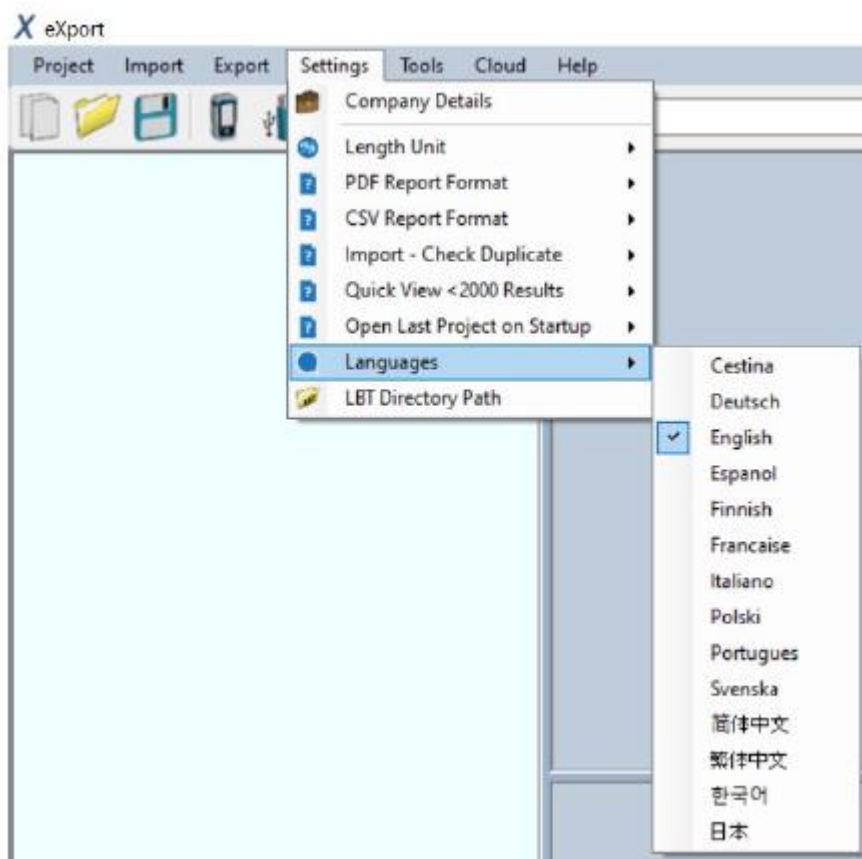 X eXport
Project Import Export Settings Tools Cloud Help
Company Details
Length Unit
PDF Report Format
CSV Report Format
Import - Check Duplicate
Quick View <2000 Results
Open Last Project on Startup
Languages
LBT Directory Path
Cestina
Deutsch
English
Espanol
Finnish
Francaise
Italiano
Polski
Portugues
Svenska
简体中文
繁体中文
한국어
日本